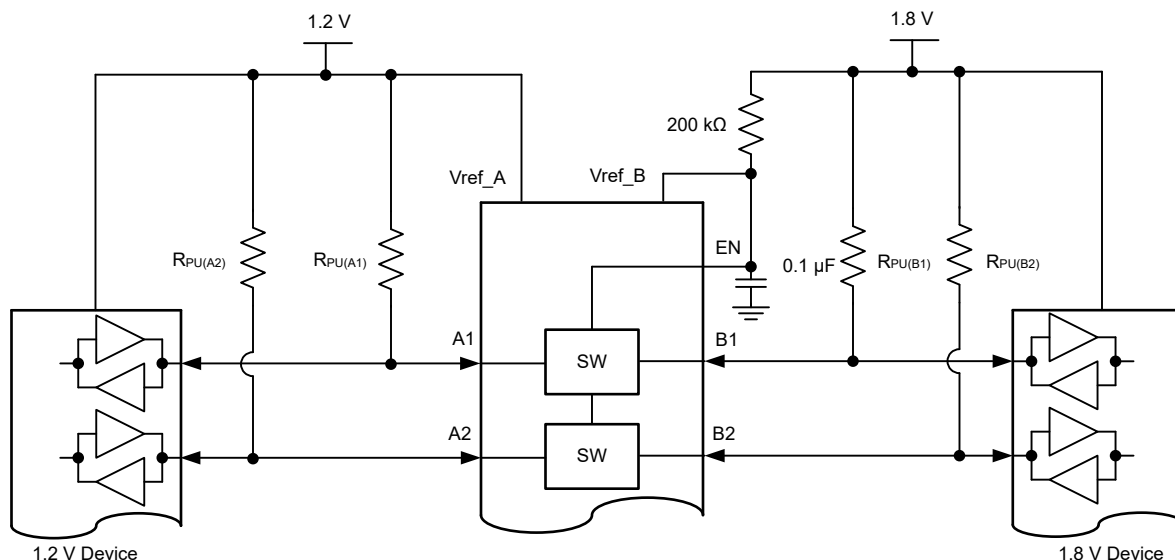 1.2 V
1.8 V
200 kΩ
Vref_A
Vref_B
EN
RPU(A2)
RPU(A1)
0.1 µF
RPU(B1)
RPU(B2)
A1
SW
B1
A2
SW
B2
1.2 V Device
1.8 V Device